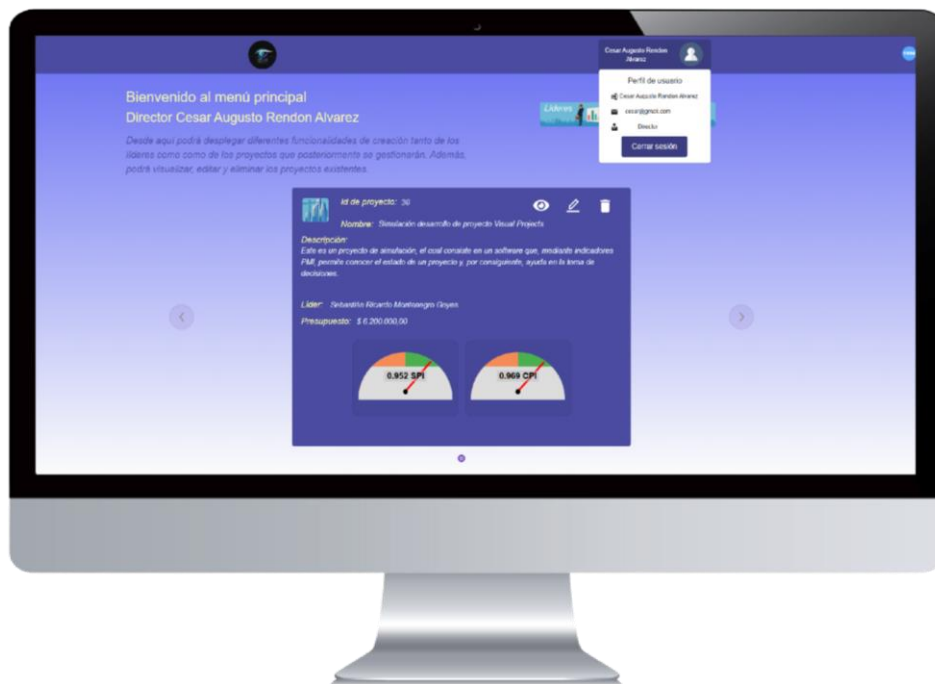 Cesar Augusto Rendon
Alvarez
Perfil de usuario
Cesar Augusto Rendon Alvarez
cesar@gmail.com
Director
Cerrar sesión
Bienvenido al menú principal
Director Cesar Augusto Rendon Alvarez
Desde aquí podrá desplegar diferentes funcionalidades de creación tanto de los
líderes como como de los proyectos que posteriormente se gestionarán. Además,
podrá visualizar, editar y eliminar los proyectos existentes.
Líderes
Id de proyecto: 36
Nombre: Simulación desarrollo de proyecto Visual Projects
Descripción:
Este es un proyecto de simulación, el cual consiste en un software que, mediante indicadores
PMI, permite conocer el estado de un proyecto y, por consiguiente, ayuda en la toma de
decisiones.
Líder: Sebastián Ricardo Montenegro Goyes
Presupuesto: $ 6.200.000,00
0.952 SPI
0.969 CPI